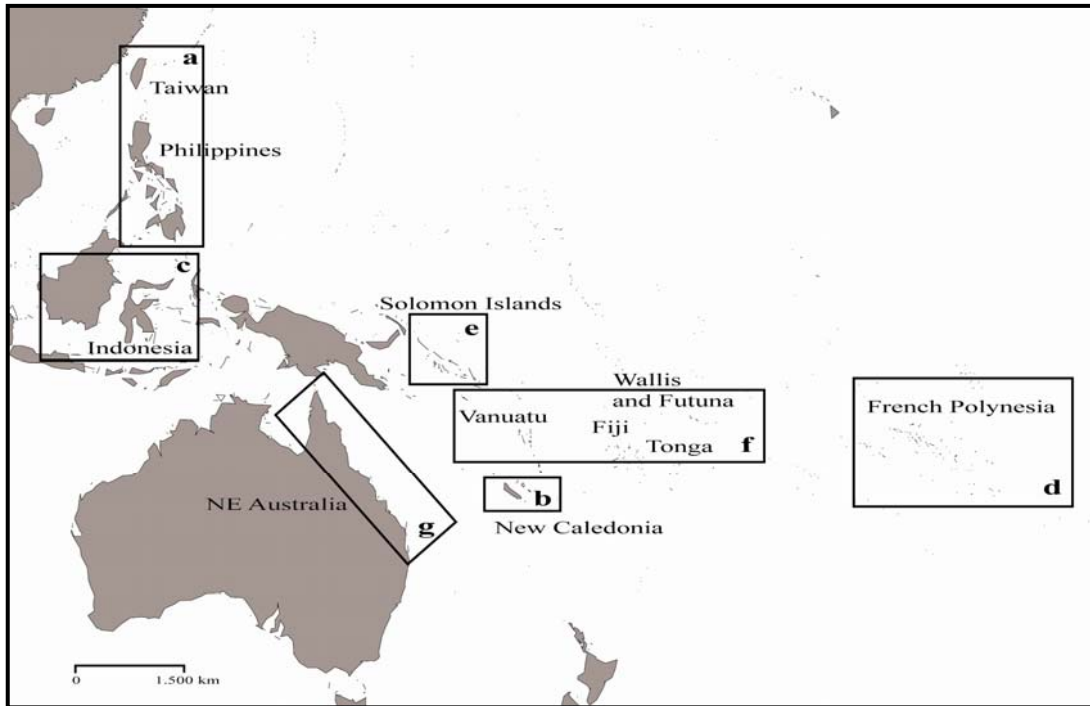 a
Taiwan
Philippines
c
Indonesia
Solomon Islands
e
Wallis
and Futuna
Vanuatu
Fiji
Tonga
f
French Polynesia
d
b
New Caledonia
NE Australia
g
0 1.500 km